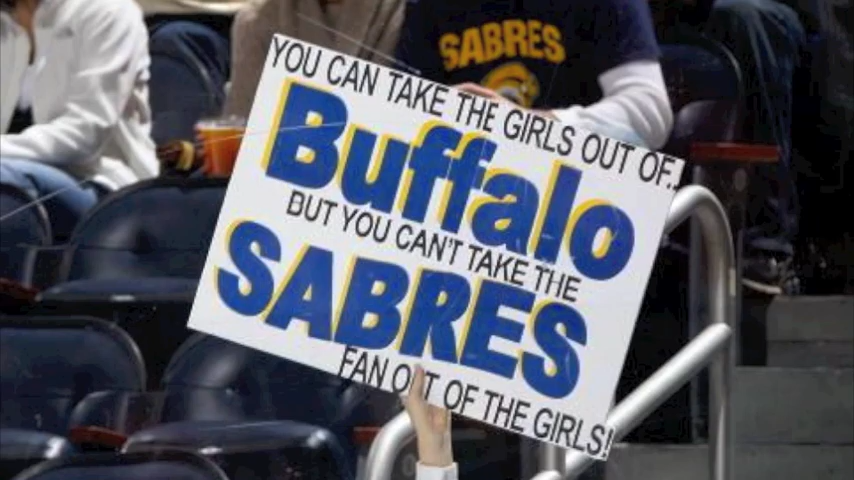 SABRES
YOU CAN TAKE THE GIRLS OUT OF...
Buffalo
BUT YOU CAN'T TAKE THE
SABRES
FAN OUT OF THE GIRLS!